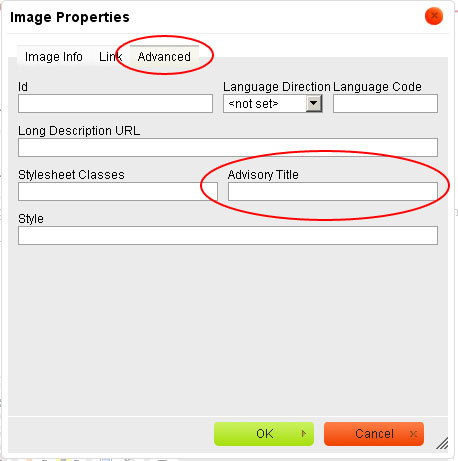 Image Properties
Image Info Link Advanced
Id Language Direction Language Code
<not set>
Long Description URL
Stylesheet Classes Advisory Title
Style
OK Cancel